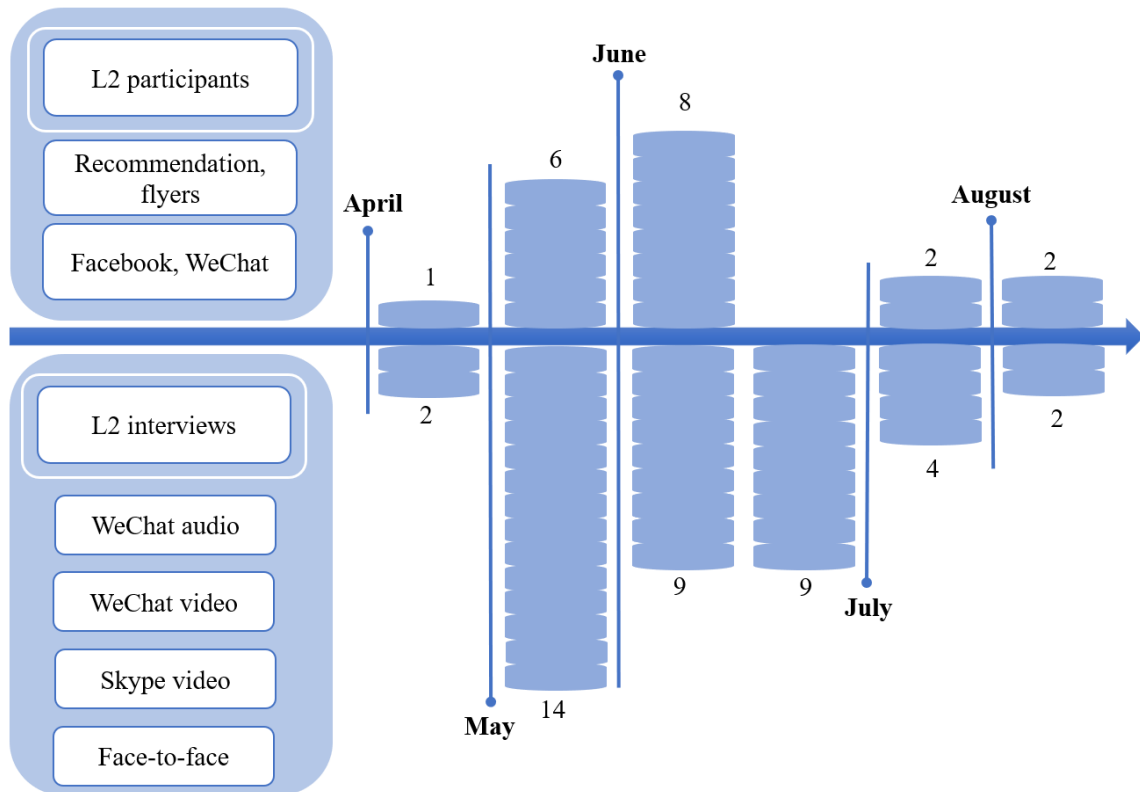 L2 participants
Recommendation,
flyers
Facebook, WeChat
L2 interviews
WeChat audio
WeChat video
Skype video
Face-to-face
April
1
2
May
6
14
June
8
9
9
July
2
4
August
2
2